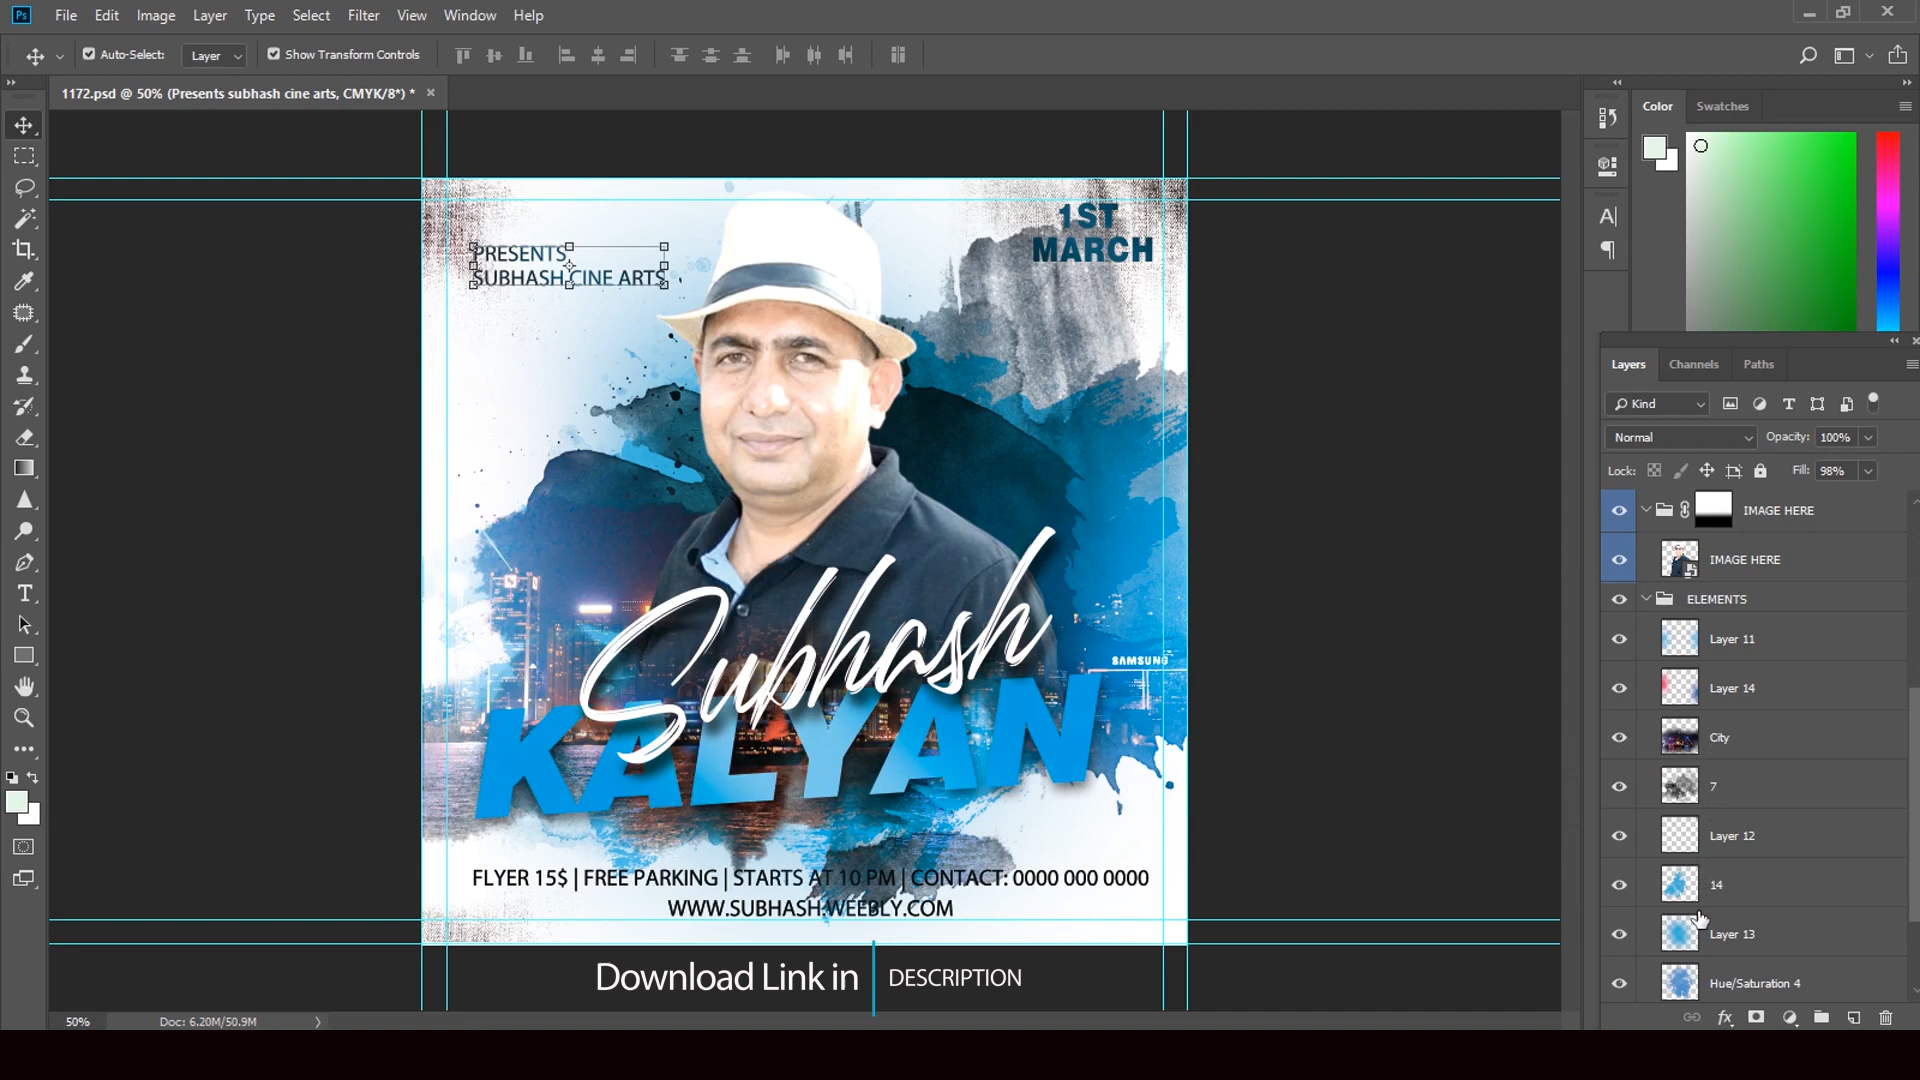 Ps File Edit Image Layer Type Select Filter View Window Help
Auto-Select: Layer Show Transform Controls
1172.psd @ 50% (Presents subhash cine arts, CMYK/8*) *
Color Swatches
1ST
MARCH
PRESENTS
SUBHASH CINE ARTS
Subhash
KALYAN
SAMSUNG
FLYER 15$ | FREE PARKING | STARTS AT 10 PM | CONTACT: 0000 000 0000
WWW.SUBHASH.WEEBLY.COM
Download Link in DESCRIPTION
50% Doc: 6.20M/50.9M
Layers Channels Paths
Kind
Normal Opacity: 100%
Lock: Fill: 98%
IMAGE HERE
IMAGE HERE
ELEMENTS
Layer 11
Layer 14
City
7
Layer 12
14
Layer 13
Hue/Saturation 4